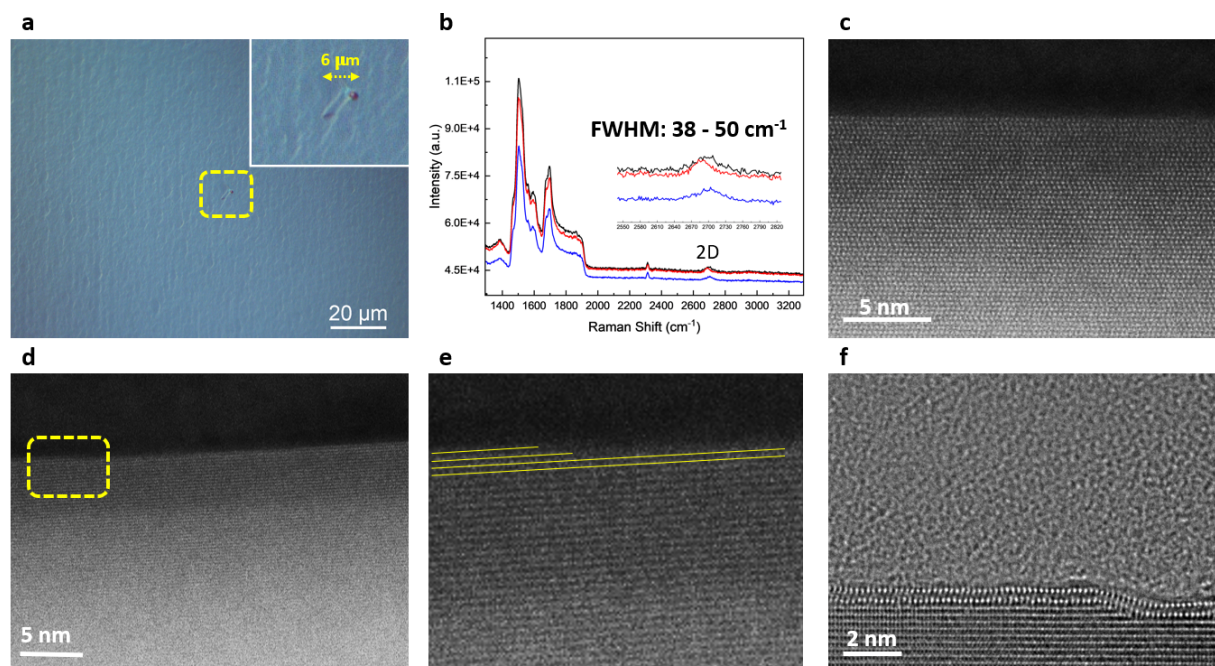 a
6 μm
20 μm
b
Intensity (a.u.)
1.1E+5
9.0E+4
7.5E+4
6.0E+4
4.5E+4
FWHM: 38 - 50 cm-1
2550 2580 2610 2640 2670 2700 2730 2760 2790 2820
2D
1400 1600 1800 2000 2200 2400 2600 2800 3000 3200
Raman Shift (cm-1)
c
5 nm
d
5 nm
e
f
2 nm